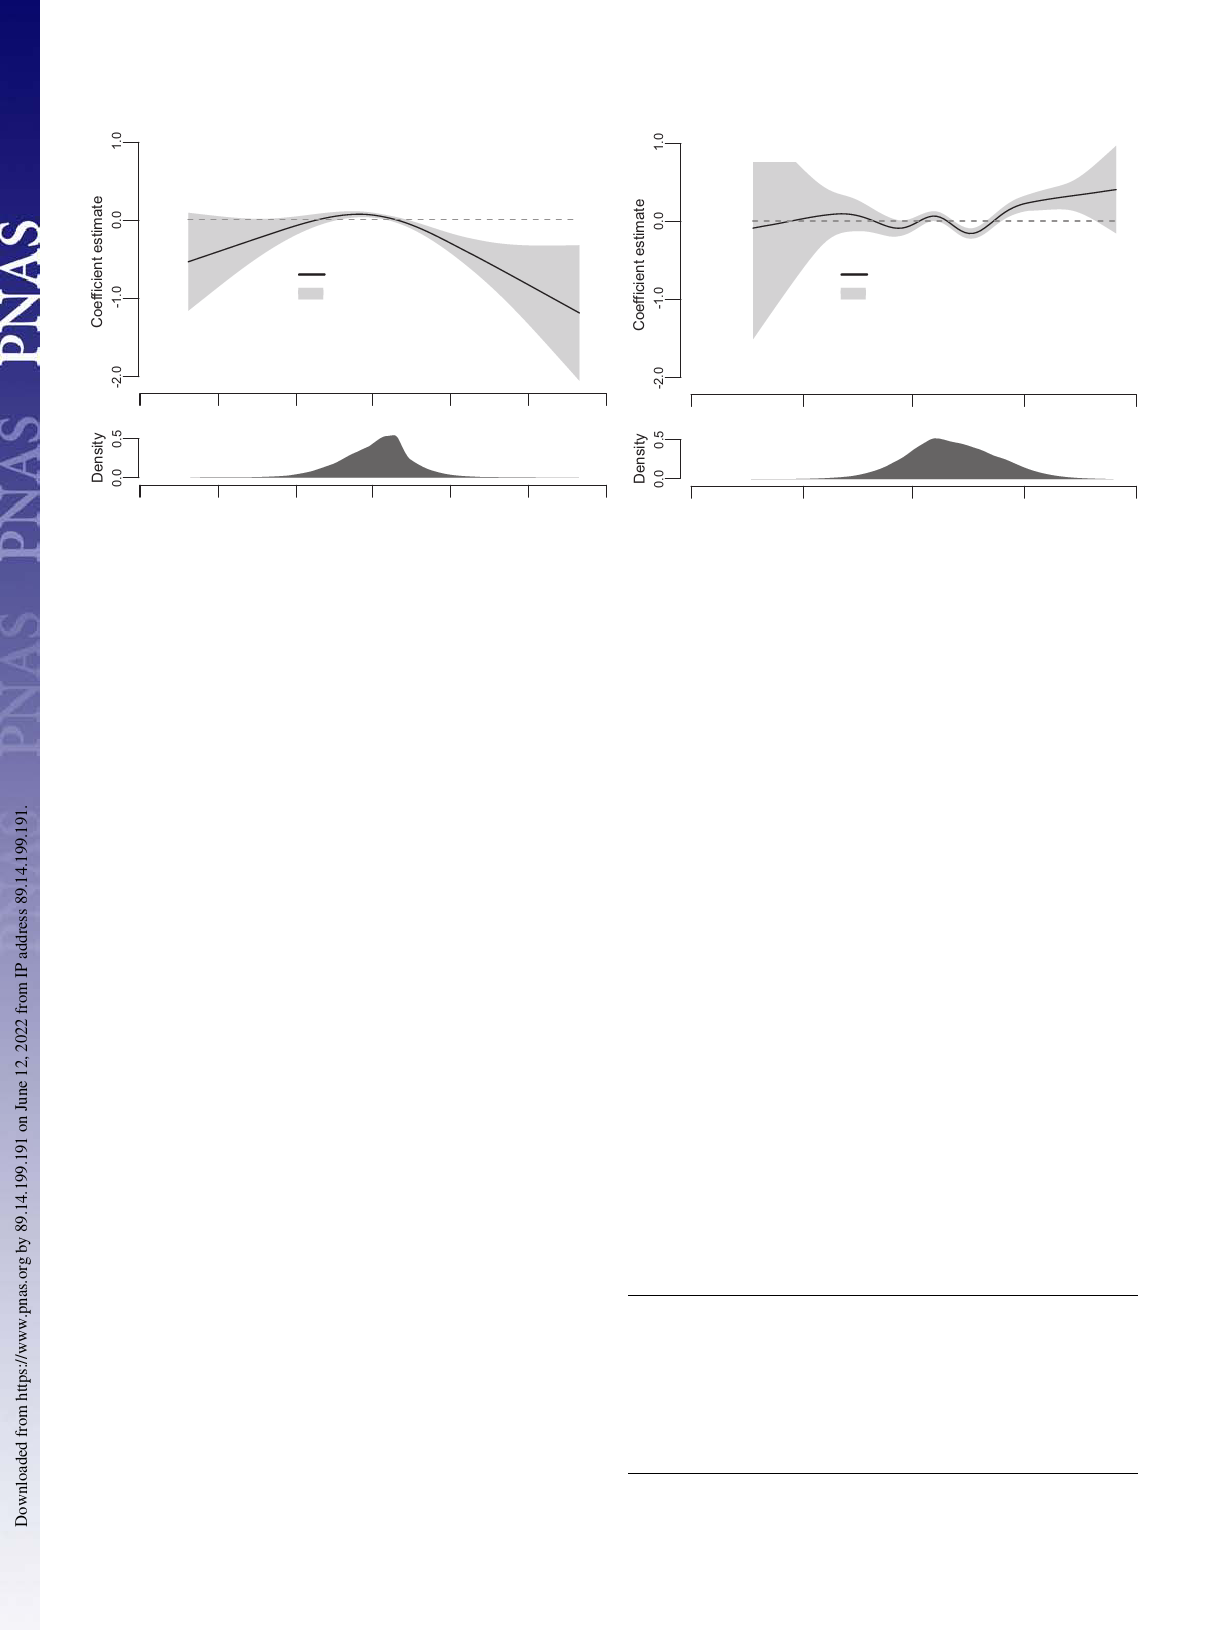 Coefficient estimate
1.0
0.0
-1.0
-2.0
Density
0.5
0.0
Coefficient estimate
1.0
0.0
-1.0
-2.0
Density
0.5
0.0
PNAS
PNAS
PNAS
PNAS
Downloaded from https://www.pnas.org by 89.14.199.191 on June 12, 2022 from IP address 89.14.199.191.